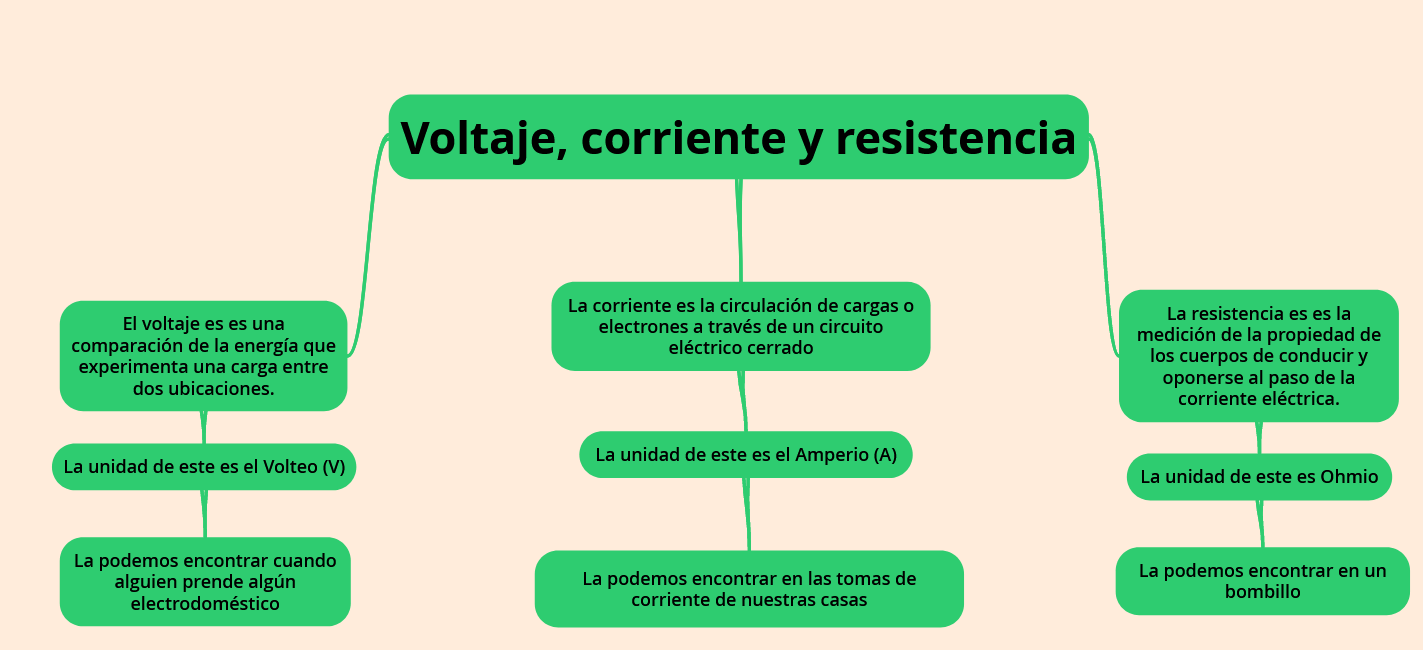 Voltaje, corriente y resistencia
El voltaje es es una
comparación de la energía que
experimenta una carga entre
dos ubicaciones.
La unidad de este es el Volteo (V)
La podemos encontrar cuando
alguien prende algún
electrodoméstico
La corriente es la circulación de cargas o
electrones a través de un circuito
eléctrico cerrado
La unidad de este es el Amperio (A)
La podemos encontrar en las tomas de
corriente de nuestras casas
La resistencia es es la
medición de la propiedad de
los cuerpos de conducir y
oponerse al paso de la
corriente eléctrica.
La unidad de este es Ohmio
La podemos encontrar en un
bombillo